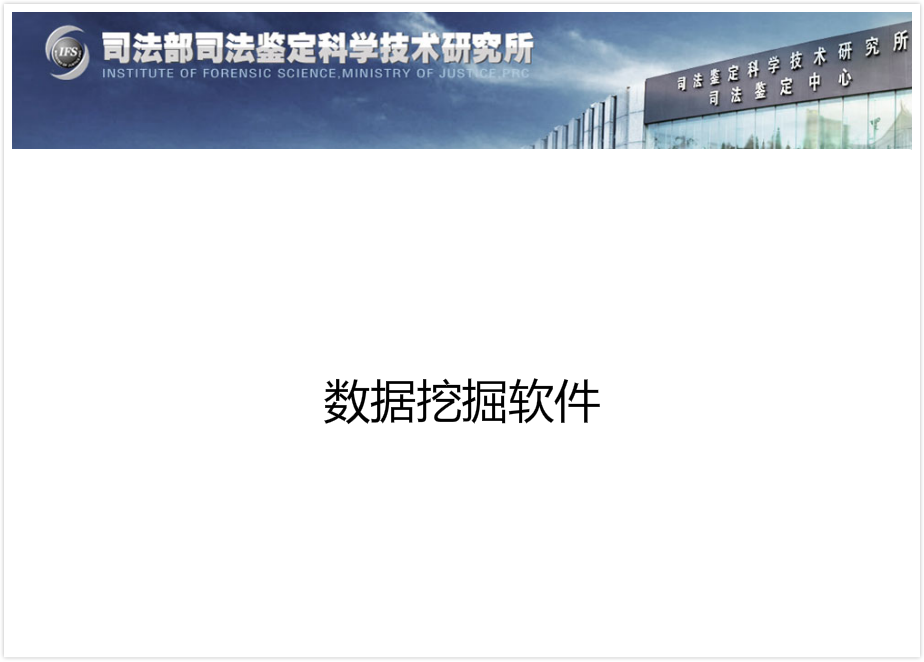 IFS
司法部司法鉴定科学技术研究所
INSTITUTE OF FORENSIC SCIENCE,MINISTRY OF JUSTICE,PRC
司法鉴定科学技术研究所
司法鉴定中心
数据挖掘软件